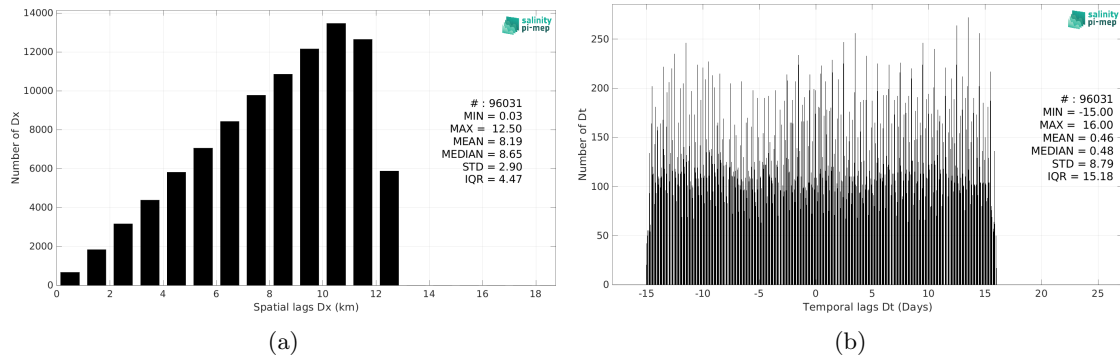 14000
12000
10000
8000
6000
4000
2000
0
Number of Dx
0 2 4 6 8 10 12 14 16 18
Spatial lags Dx (km)
salinity
pi-mep
# : 96031
MIN = 0.03
MAX = 12.50
MEAN = 8.19
MEDIAN = 8.65
STD = 2.90
IQR = 4.47
(a)
250
200
150
100
50
0
Number of Dt
-15 -10 -5 0 5 10 15 20 25
Temporal lags Dt (Days)
salinity
pi-mep
# : 96031
MIN = -15.00
MAX = 16.00
MEAN = 0.46
MEDIAN = 0.48
STD = 8.79
IQR = 15.18
(b)